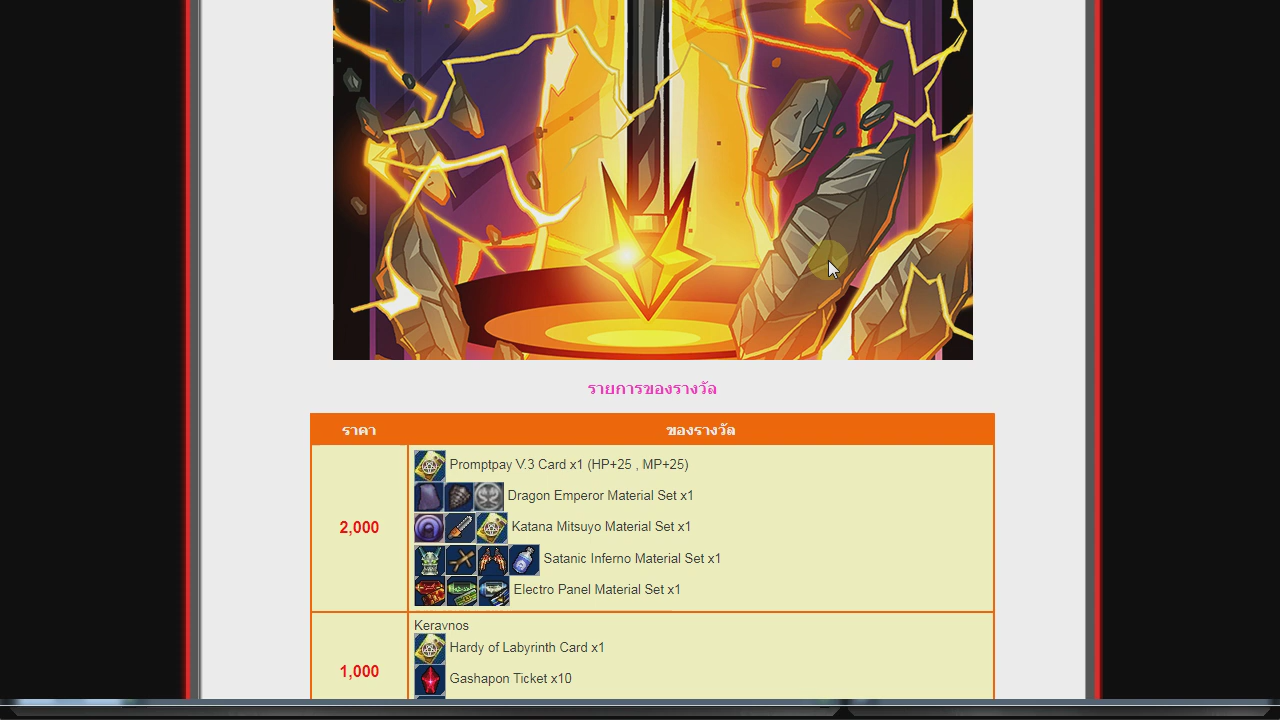 รายการของรางวัล
ราคา ของรางวัล
2,000
Promptpay V.3 Card x1 (HP+25 , MP+25)
Dragon Emperor Material Set x1
Katana Mitsuyo Material Set x1
Satanic Inferno Material Set x1
Electro Panel Material Set x1
1,000
Keravnos
Hardy of Labyrinth Card x1
Gashapon Ticket x10